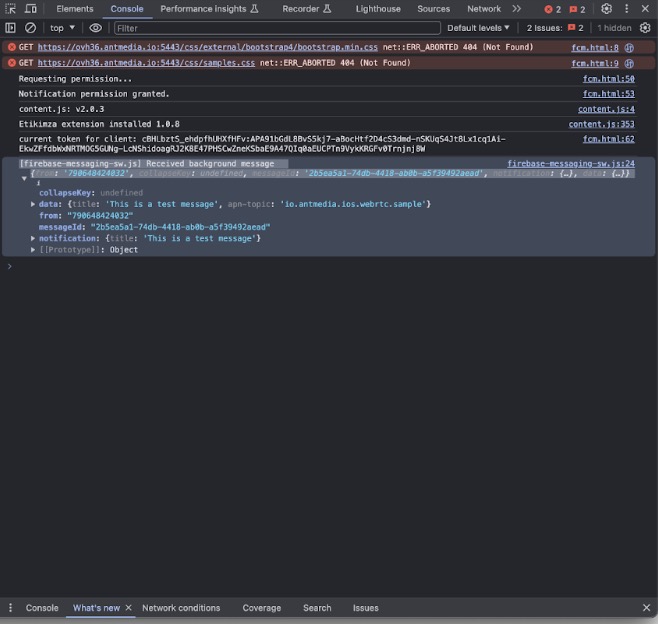 Elements Console Performance insights Recorder Lighthouse Sources Network 2 2
top Filter Default levels 2 Issues: 2 1 hidden
GET https://ovh36.antmedia.io:5443/css/external/bootstrap4/bootstrap.min.css net::ERR_ABORTED 404 (Not Found) fcm.html:8
GET https://ovh36.antmedia.io:5443/css/samples.css net::ERR_ABORTED 404 (Not Found) fcm.html:9
Requesting permission... fcm.html:50
Notification permission granted. fcm.html:53
content.js: v2.0.3 content.js:4
Etikimza extension installed 1.0.8 content.js:353
current token for client: fcm.html:62
[firebase-messaging-sw.js] Received background message firebase-messaging-sw.js:24
{from: '790648424032', collapseKey: undefined, messageId: '2b5ea5a1-74db-4418-ab0b-a5f39492aead', notification: {…}, data: {…}}
i
collapseKey: undefined
data: {title: 'This is a test message', apn-topic: 'io.antmedia.ios.webrtc.sample'}
from: "790648424032"
messageId: "2b5ea5a1-74db-4418-ab0b-a5f39492aead"
notification: {title: 'This is a test message'}
[[Prototype]]: Object
Console What's new Network conditions Coverage Search Issues